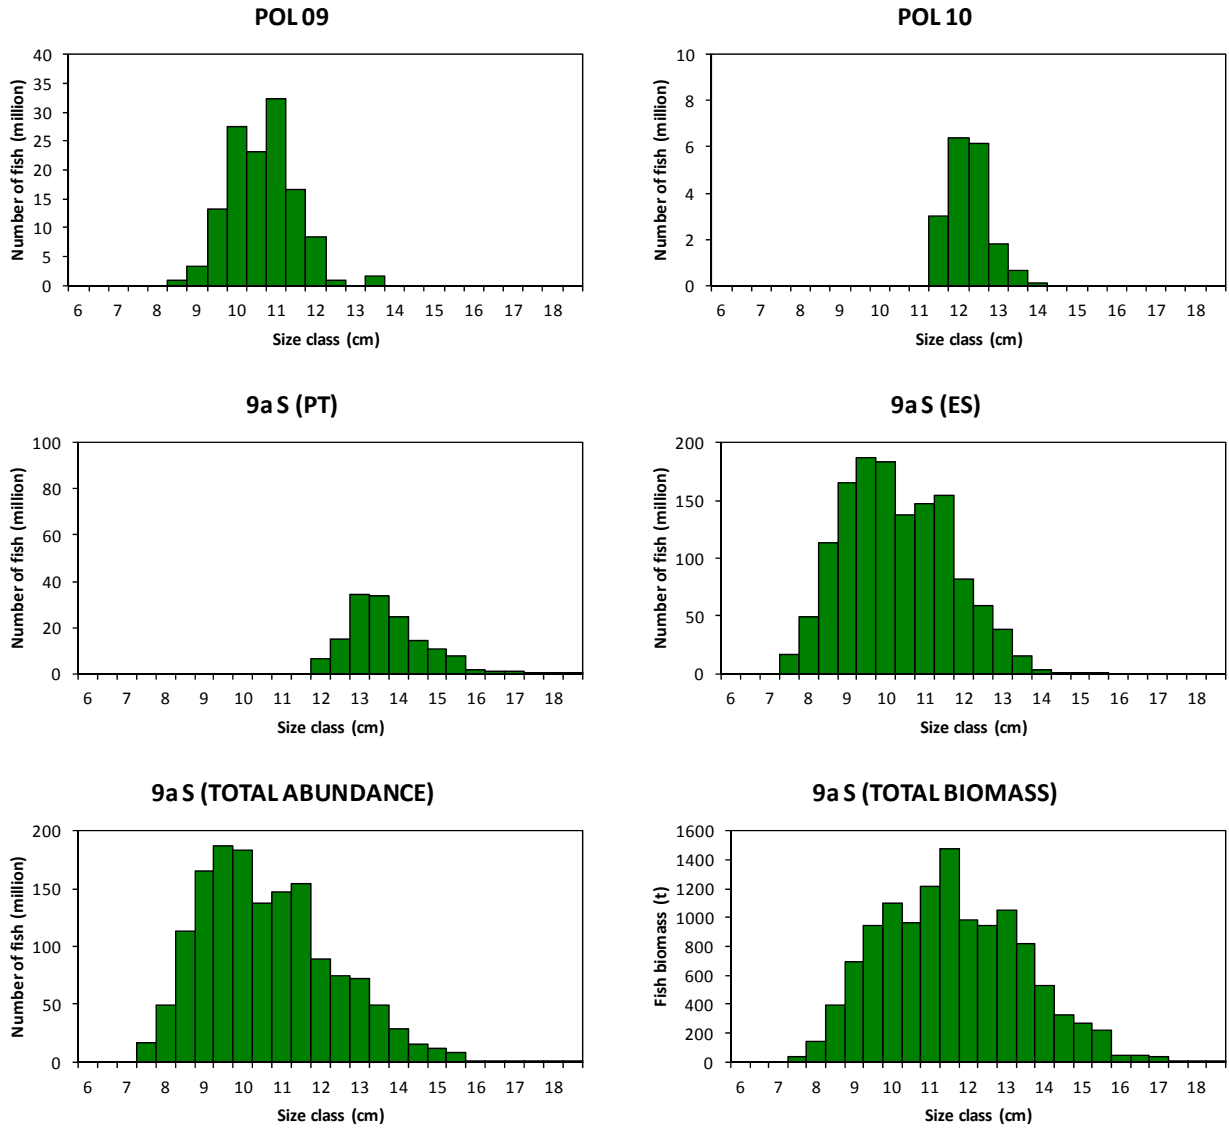 POL 09
Number of fish (million)
40
35
30
25
20
15
10
5
0
6 7 8 9 10 11 12 13 14 15 16 17 18
Size class (cm)
POL 10
Number of fish (million)
10
8
6
4
2
0
6 7 8 9 10 11 12 13 14 15 16 17 18
Size class (cm)
9a S (PT)
Number of fish (million)
100
80
60
40
20
0
6 7 8 9 10 11 12 13 14 15 16 17 18
Size class (cm)
9a S (ES)
Number of fish (million)
200
150
100
50
0
6 7 8 9 10 11 12 13 14 15 16 17 18
Size class (cm)
9a S (TOTAL ABUNDANCE)
Number of fish (million)
200
150
100
50
0
6 7 8 9 10 11 12 13 14 15 16 17 18
Size class (cm)
9a S (TOTAL BIOMASS)
Fish biomass (t)
1600
1400
1200
1000
800
600
400
200
0
6 7 8 9 10 11 12 13 14 15 16 17 18
Size class (cm)